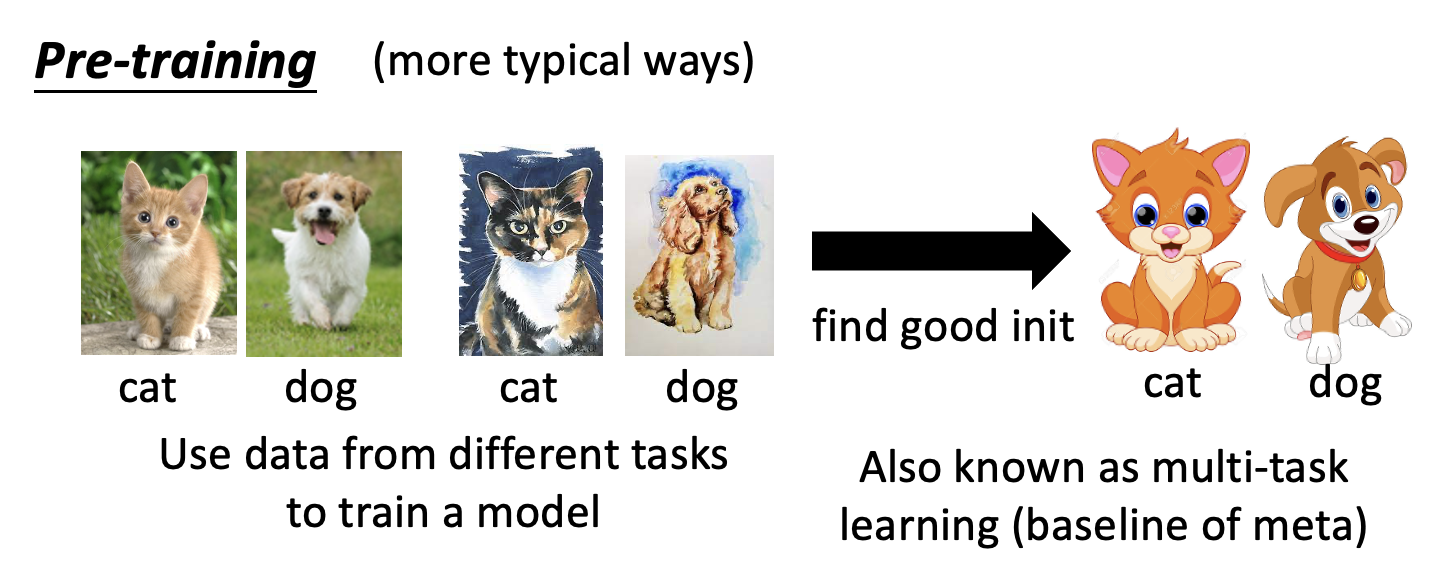 Pre-training (more typical ways)
cat dog cat dog
find good init
cat dog
Use data from different tasks
to train a model
Also known as multi-task
learning (baseline of meta)